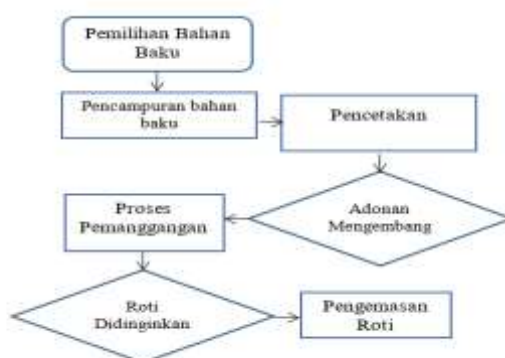 Pemilihan Bahan
Baku
Pencampuran bahan
baku
Pencetakan
Adonan
Mengembang
Proses
Pemanggangan
Roti
Didinginkan
Pengemasan
Roti